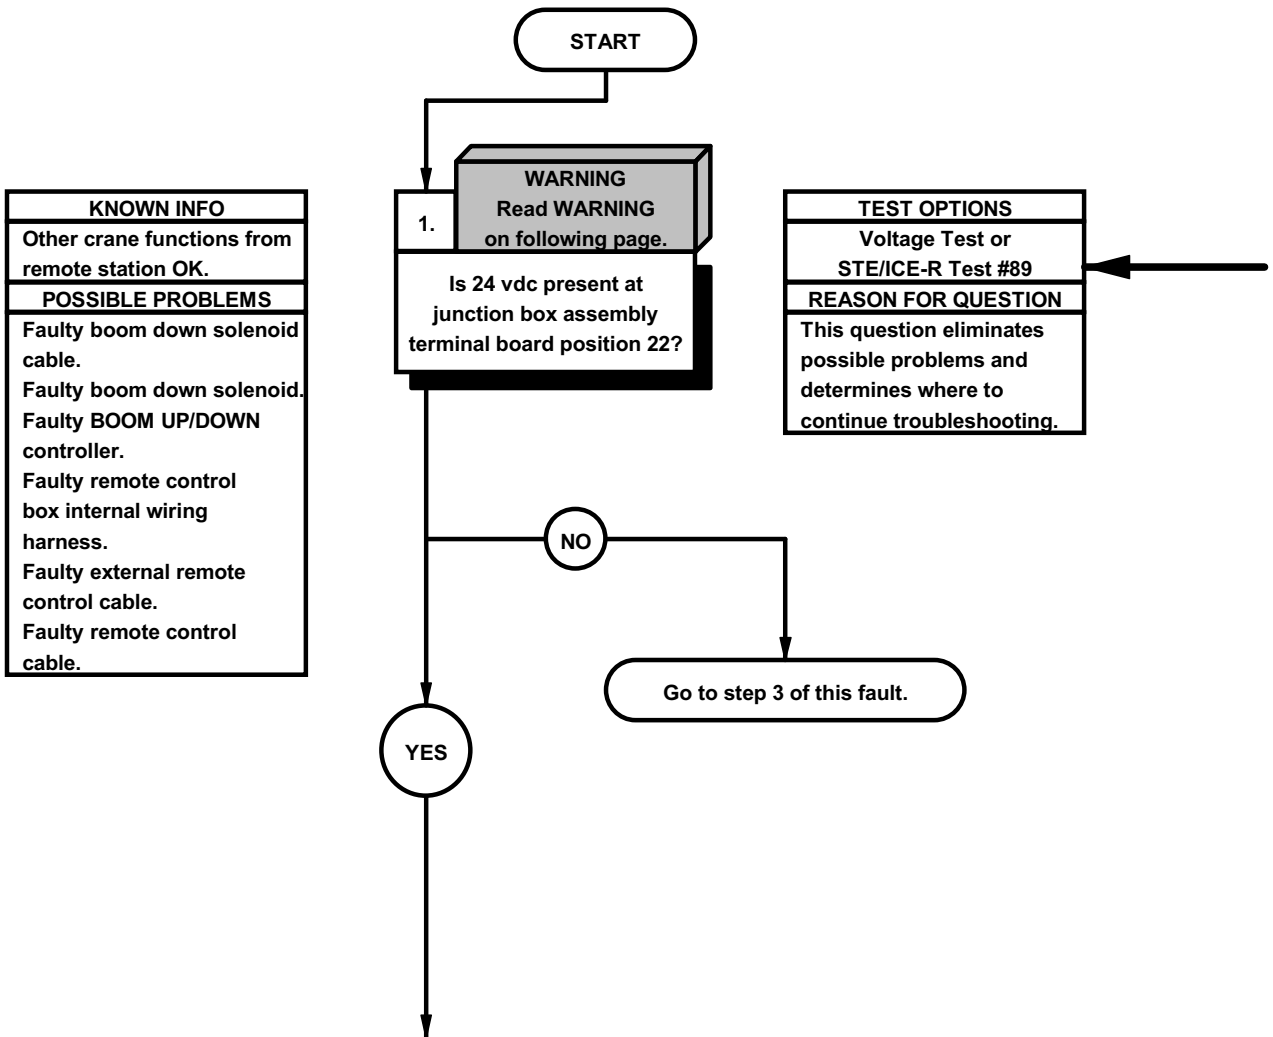 START
KNOWN INFO
Other crane functions from
remote station OK.
POSSIBLE PROBLEMS
Faulty boom down solenoid
cable.
Faulty boom down solenoid.
Faulty BOOM UP/DOWN
controller.
Faulty remote control
box internal wiring
harness.
Faulty external remote
control cable.
Faulty remote control
cable.
1.
WARNING
Read WARNING
on following page.
Is 24 vdc present at
junction box assembly
terminal board position 22?
TEST OPTIONS
Voltage Test or
STE/ICE-R Test #89
REASON FOR QUESTION
This question eliminates
possible problems and
determines where to
continue troubleshooting.
NO
Go to step 3 of this fault.
YES